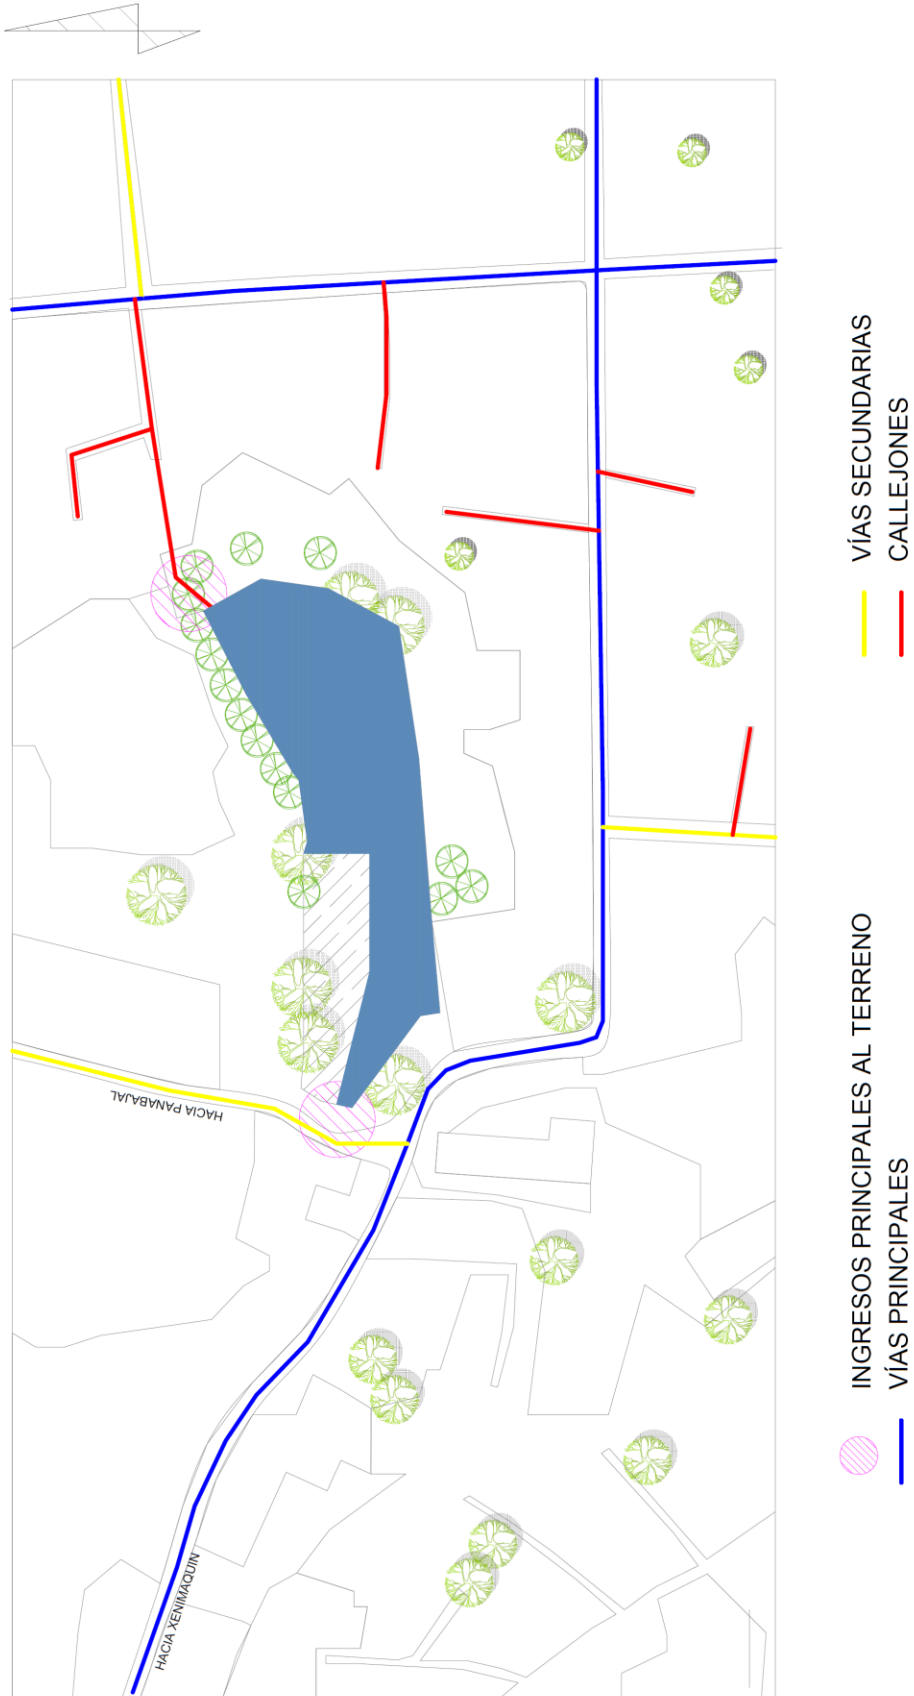 HACIA PANABAJAL
HACIA XENIMAQUIN
INGRESOS PRINCIPALES AL TERRENO
VÍAS PRINCIPALES
VÍAS SECUNDARIAS
CALLEJONES